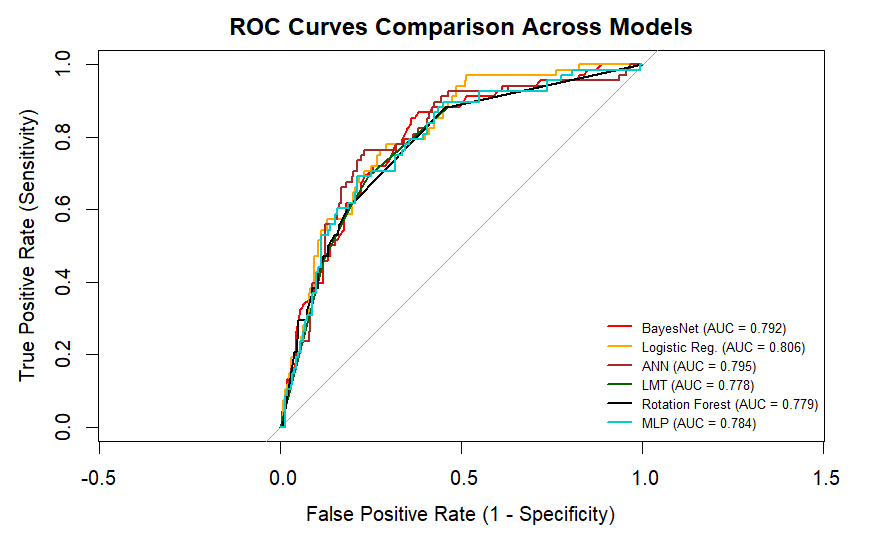 ROC Curves Comparison Across Models
True Positive Rate (Sensitivity)
1.0
0.8
0.6
0.4
0.2
0.0
BayesNet (AUC = 0.792)
Logistic Reg. (AUC = 0.806)
ANN (AUC = 0.795)
LMT (AUC = 0.778)
Rotation Forest (AUC = 0.779)
MLP (AUC = 0.784)
-0.5 0.0 0.5 1.0 1.5
False Positive Rate (1 - Specificity)